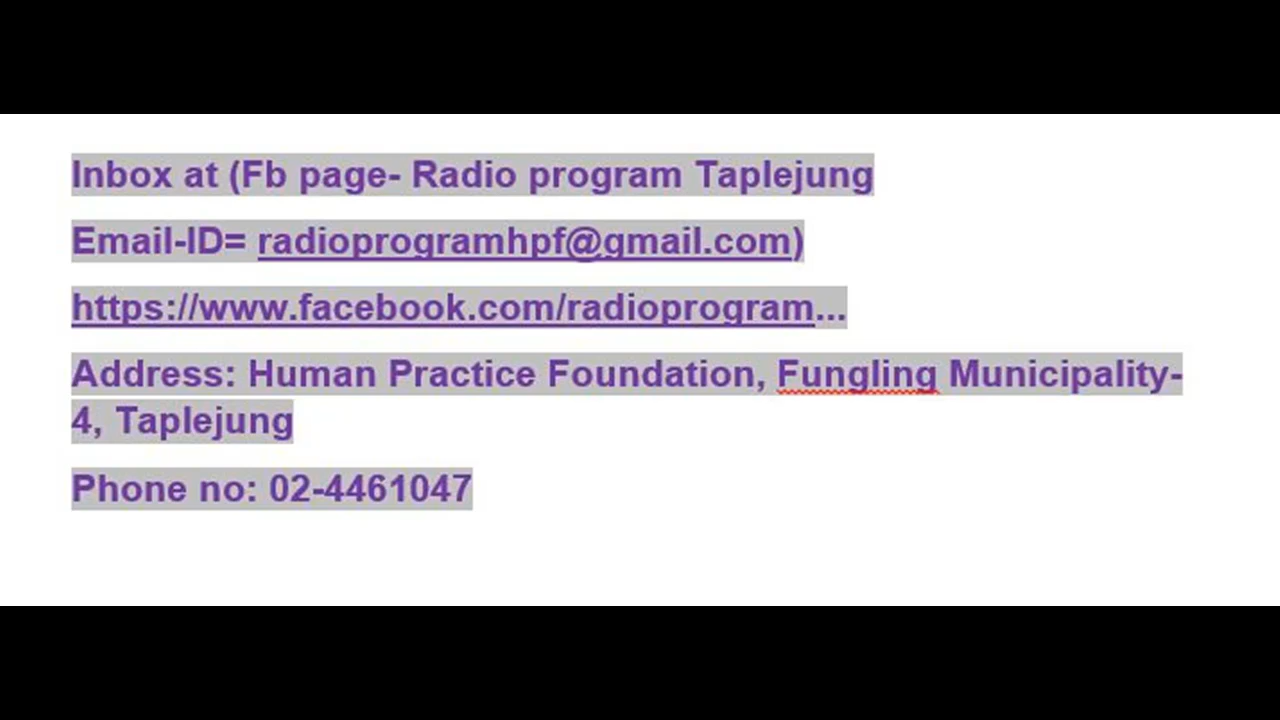 Inbox at (Fb page- Radio program Taplejung
Email-ID= radioprogramhpf@gmail.com)
https://www.facebook.com/radioprogram...
Address: Human Practice Foundation, Fungling Municipality-
4, Taplejung
Phone no: 02-4461047